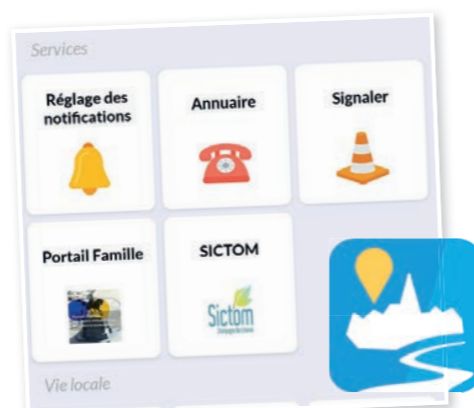 Services
Réglage des
notifications
Annuaire
Signaler
Portail Famille
SICTOM
Sictom
Vie locale